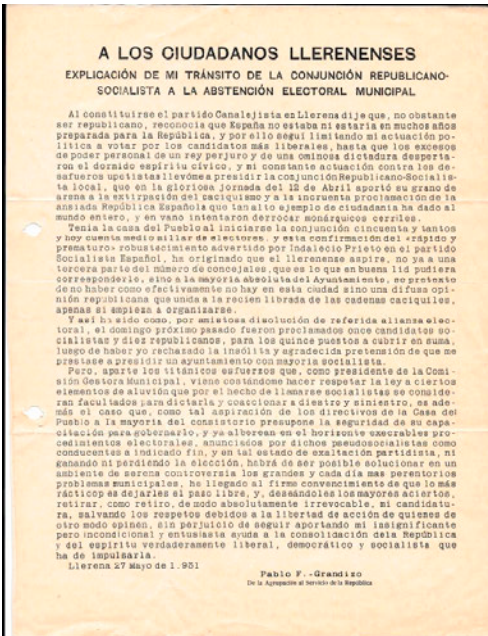 A LOS CIUDADANOS LLERENENSES
EXPLICACIÓN DE MI TRÁNSITO DE LA CONJUNCIÓN REPUBLICANO-
SOCIALISTA A LA ABSTENCIÓN ELECTORAL MUNICIPAL
Al constituirse el partido Canalejista en Llerena dije que, no obstante
ser republicano, reconocía que España no estaba ni estaría en muchos años
preparada para la República, y por ello seguí limitando mi actuación po-
lítica a votar por los candidatos más liberales, hasta que los excesos
de poder personal de un rey perjuro y de una ominosa dictadura desperta-
ron el dormido espíritu cívico, y mi constante actuación contra los de-
safueros upetistas llevóme a presidir la conjunción Republicano-Socialis-
ta local, que en la gloriosa jornada del 12 de Abril aportó su grano de
arena a la extirpación del caciquismo y a la incruenta proclamación de la
ansiada República Española que tan alto ejemplo de ciudadanía ha dado al
mundo entero, y en vano intentaron derrocar monárquicos cerriles.
Tenía la casa del Pueblo al iniciarse la conjunción cincuenta y tantos
y hoy cuenta medio millar de electores, y esta confirmación del «rápido y
prematuro» robustecimiento advertido por Indalecio Prieto en el partido
Socialista Español, ha originado que el llerenense aspire, no ya a una
tercera parte del número de concejales, que es lo que en buena lid pudiera
corresponderle, sino a la mayoría absoluta del Ayuntamiento, so pretexto
de no haber como efectivamente no hay en esta ciudad sino una difusa opi-
nión republicana que unida a la recien librada de las cadenas caciquiles,
apenas si empieza a organizarse.
Y así ha sido como, por amistosa disolución de referida alianza elec-
toral, el domingo próximo pasado fueron proclamados once candidatos so-
cialistas y diez republicanos, para los quince puestos a cubrir en suma,
luego de haber yo rechazado la insólita y agradecida pretensión de que me
prestase a presidir un ayuntamiento con mayoría socialista.
Pero, aparte los titánicos esfuerzos que, como presidente de la Comi-
sión Gestora Municipal, viene costándome hacer respetar la ley a ciertos
elementos de aluvión que por el hecho de llamarse socialistas se conside-
ran facultados para dictarla y coaccionar a diestro y siniestro, es ade-
más el caso que, como tal aspiración de los directivos de la Casa del
Pueblo a la mayoría del consistorio presupone la seguridad de su capa-
citación para gobernarlo, y ya alborean en el horizonte execrables pro-
cedimientos electorales, anunciados por dichos pseudosocialistas como
conducentes a indicado fin, y en tal estado de exaltación partidista, ni
ganando ni perdiendo la elección, habrá de ser posible solucionar en un
ambiente de serena controversia los grandes y cada día mas perentorios
problemas municipales, he llegado al firme convencimiento de que lo más
ráctico es dejarles el paso libre, y, deseándoles los mayores aciertos,
retirar, como retiro, de modo absolutamente irrevocable, mi candidatu-
ra, salvando los respetos debidos a la libertad de acción de quienes de
otro modo opinen, sin perjuicio de seguir aportando mi insignificante
pero incondicional y entusiasta ayuda a la consolidación dela República
y del espíritu verdaderamente liberal, democrático y socialista que
ha de impulsarla.
Llerena 27 Mayo de 1.931
Pablo F.-Grandizo
De la Agrupación al Servicio de la República